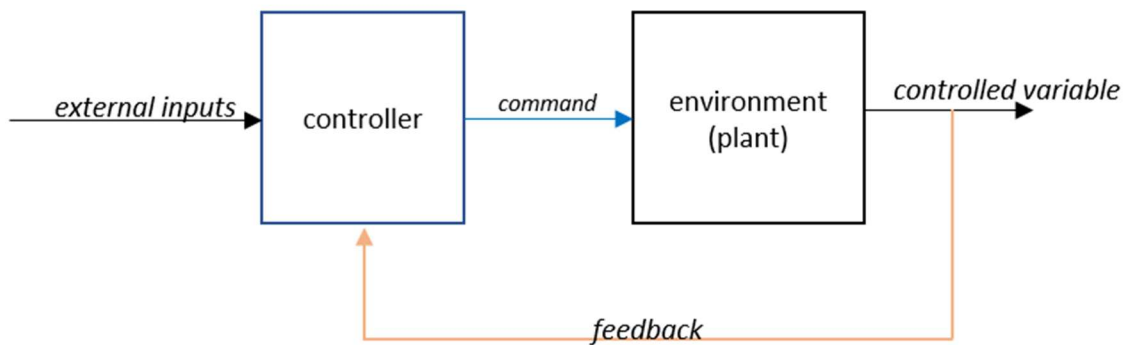 external inputs
controller
command
environment
(plant)
controlled variable
feedback